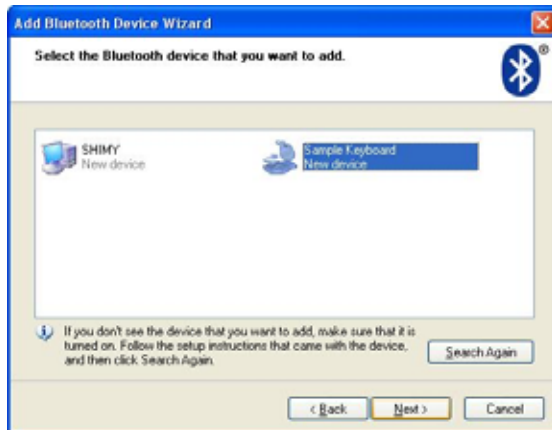 Add Bluetooth Device Wizard
Select the Bluetooth device that you want to add.
®
SHIMY
New device
Sample Keyboard
New device
If you don't see the device that you want to add, make sure that it is
turned on. Follow the setup instructions that came with the device,
and then click Search Again.
Search Again
< Back
Next >
Cancel